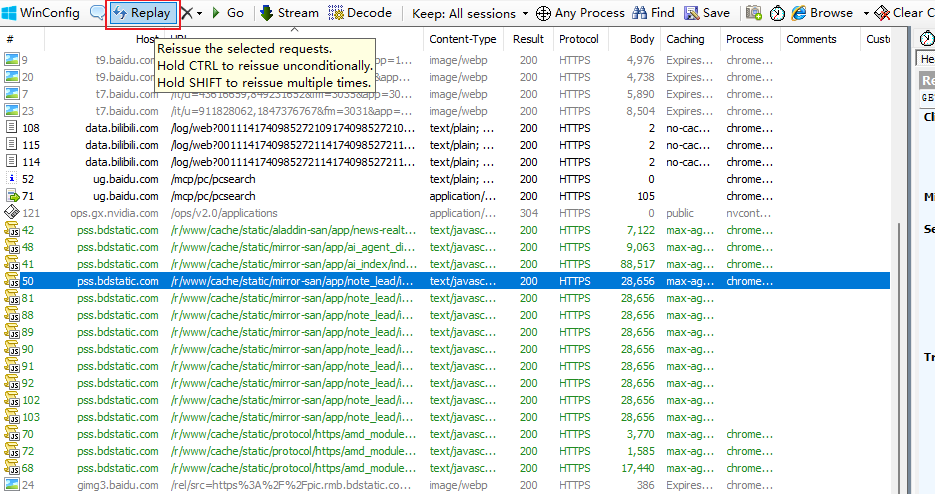 WinConfig Replay Go Stream Decode Keep: All sessions Any Process Find Save Browse Clear C
# Host Content-Type Result Protocol Body Caching Process Comments Custo
Reissue the selected requests.
Hold CTRL to reissue unconditionally.
Hold SHIFT to reissue multiple times.
9 t9.baidu.com =1... image/webp 200 HTTPS 4,976 Expires... chrome...
20 t9.baidu.com &app... image/webp 200 HTTPS 4,738 Expires... chrome...
7 t7.baidu.com image/webp 200 HTTPS 5,890 Expires... chrome...
23 t7.baidu.com /it/u=911828062,1847376767&fm=3031&app=30... image/webp 200 HTTPS 8,504 Expires... chrome...
108 data.bilibili.com /log/web?001114174098527210917409852721​0... text/plain; ... 200 HTTPS 2 no-cac... chrome...
115 data.bilibili.com /log/web?001114174098527211417409852721​1... text/plain; ... 200 HTTPS 2 no-cac... chrome...
114 data.bilibili.com /log/web?001114174098527211417409852721​1... text/plain; ... 200 HTTPS 2 no-cac... chrome...
52 ug.baidu.com /mcp/pc/pcsearch text/plain; ... 200 HTTPS 0 chrome...
71 ug.baidu.com /mcp/pc/pcsearch application/... 200 HTTPS 105 chrome...
121 ops.gx.nvidia.com /ops/v2.0/applications application/... 304 HTTPS 0 public nvcont...
42 pss.bdstatic.com /r/www/cache/static/aladdin-san/app/news-realt... text/javasc... 200 HTTPS 7,122 max-ag... chrome...
48 pss.bdstatic.com /r/www/cache/static/mirror-san/app/ai_agent_di... text/javasc... 200 HTTPS 9,063 max-ag... chrome...
41 pss.bdstatic.com /r/www/cache/static/mirror-san/app/ai_index/ind... text/javasc... 200 HTTPS 88,517 max-ag... chrome...
50 pss.bdstatic.com /r/www/cache/static/mirror-san/app/note_lead/i... text/javasc... 200 HTTPS 28,656 max-ag... chrome...
81 pss.bdstatic.com /r/www/cache/static/mirror-san/app/note_lead/i... text/javasc... 200 HTTPS 28,656 max-ag...
88 pss.bdstatic.com /r/www/cache/static/mirror-san/app/note_lead/i... text/javasc... 200 HTTPS 28,656 max-ag...
89 pss.bdstatic.com /r/www/cache/static/mirror-san/app/note_lead/i... text/javasc... 200 HTTPS 28,656 max-ag...
90 pss.bdstatic.com /r/www/cache/static/mirror-san/app/note_lead/i... text/javasc... 200 HTTPS 28,656 max-ag...
91 pss.bdstatic.com /r/www/cache/static/mirror-san/app/note_lead/i... text/javasc... 200 HTTPS 28,656 max-ag...
92 pss.bdstatic.com /r/www/cache/static/mirror-san/app/note_lead/i... text/javasc... 200 HTTPS 28,656 max-ag...
102 pss.bdstatic.com /r/www/cache/static/mirror-san/app/note_lead/i... text/javasc... 200 HTTPS 28,656 max-ag...
103 pss.bdstatic.com /r/www/cache/static/mirror-san/app/note_lead/i... text/javasc... 200 HTTPS 28,656 max-ag...
70 pss.bdstatic.com /r/www/cache/static/protocol/https/amd_module... text/javasc... 200 HTTPS 3,770 max-ag... chrome...
72 pss.bdstatic.com /r/www/cache/static/protocol/https/amd_module... text/javasc... 200 HTTPS 1,585 max-ag... chrome...
68 pss.bdstatic.com /r/www/cache/static/protocol/https/amd_module... text/javasc... 200 HTTPS 17,440 max-ag... chrome...
24 gimg3.baidu.com /rel/src=https%3A%2F%2Fpic.rmb.bdstatic.co... image/webp 200 HTTPS 386 Expires... chrome...
He
Re
GE
Cli
Mi
Se
Tr